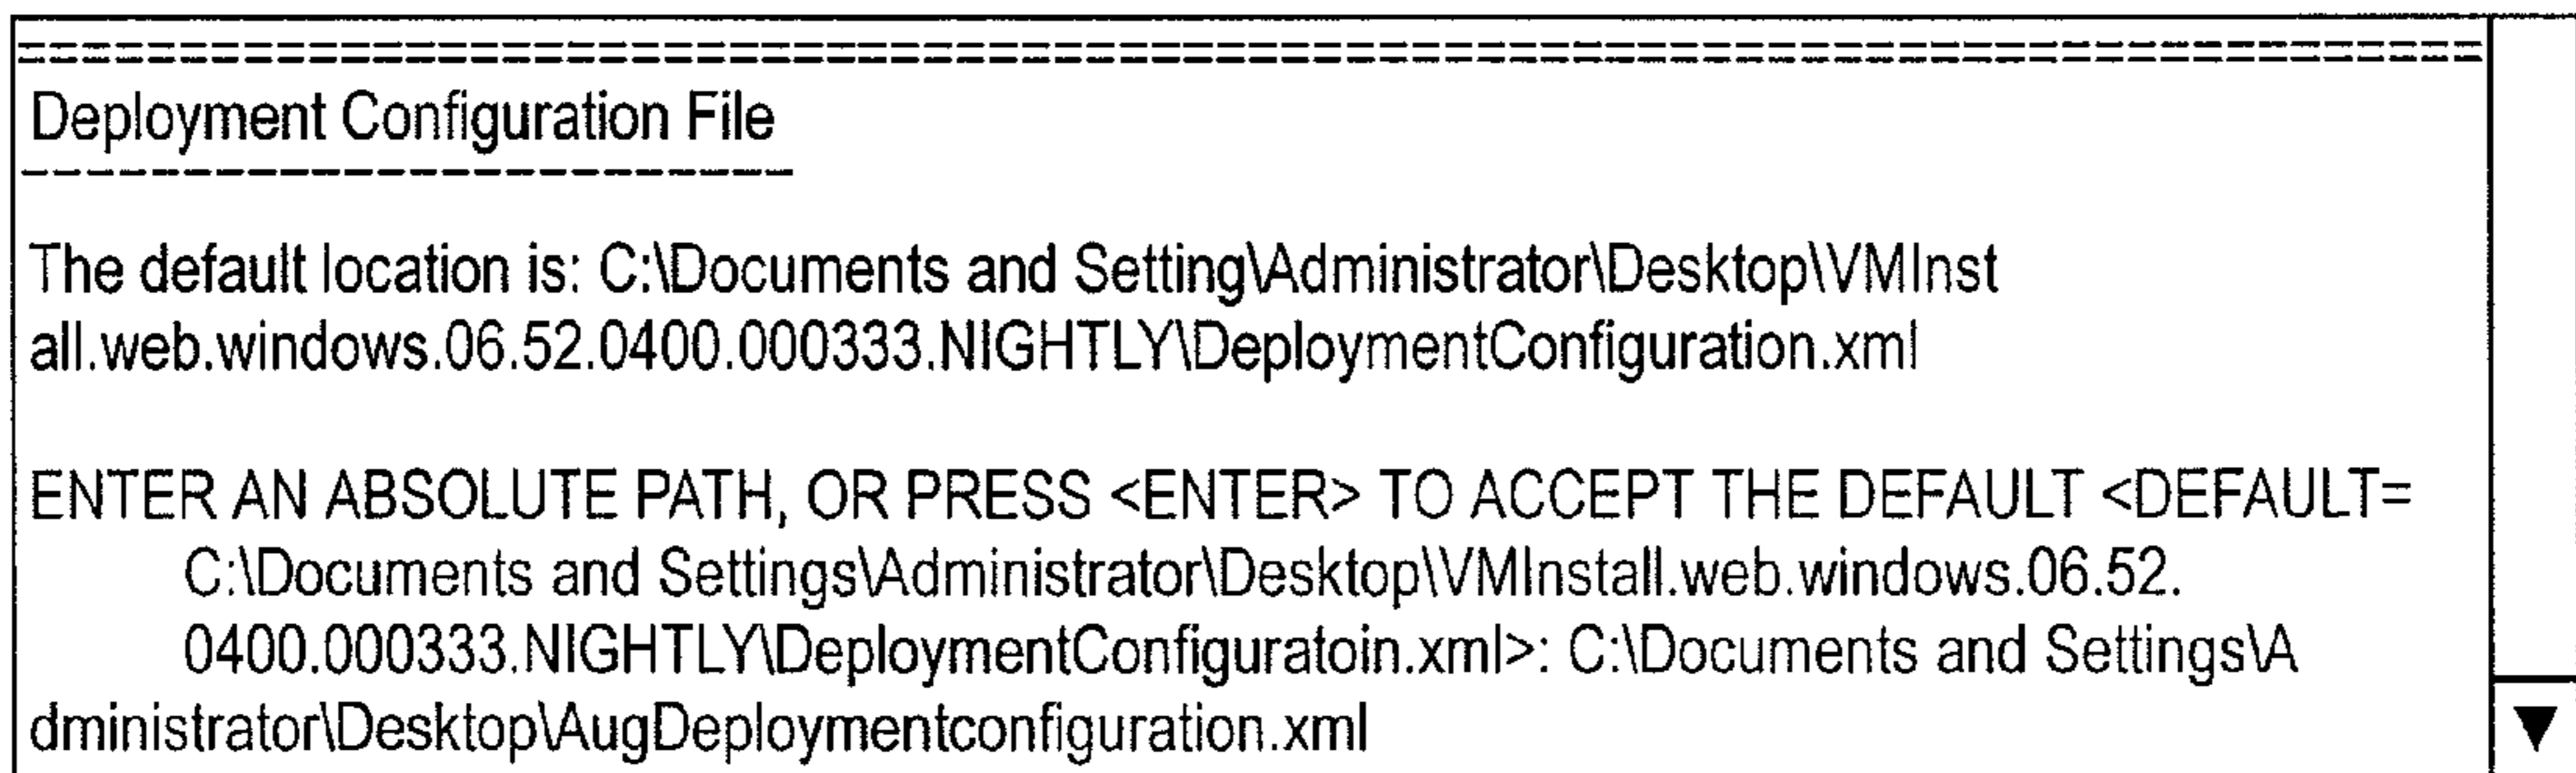 Deployment Configuration File
The default location is: C:\Documents and Setting\Administrator\Desktop\VMInst
all.web.windows.06.52.0400.000333.NIGHTLY\DeploymentConfiguration.xml
ENTER AN ABSOLUTE PATH, OR PRESS <ENTER> TO ACCEPT THE DEFAULT <DEFAULT=
C:\Documents and Settings\Administrator\Desktop\VMInstall.web.windows.06.52.
0400.000333.NIGHTLY\DeploymentConfiguratoin.xml>: C:\Documents and Settings\A
dministrator\Desktop\AugDeploymentconfiguration.xml